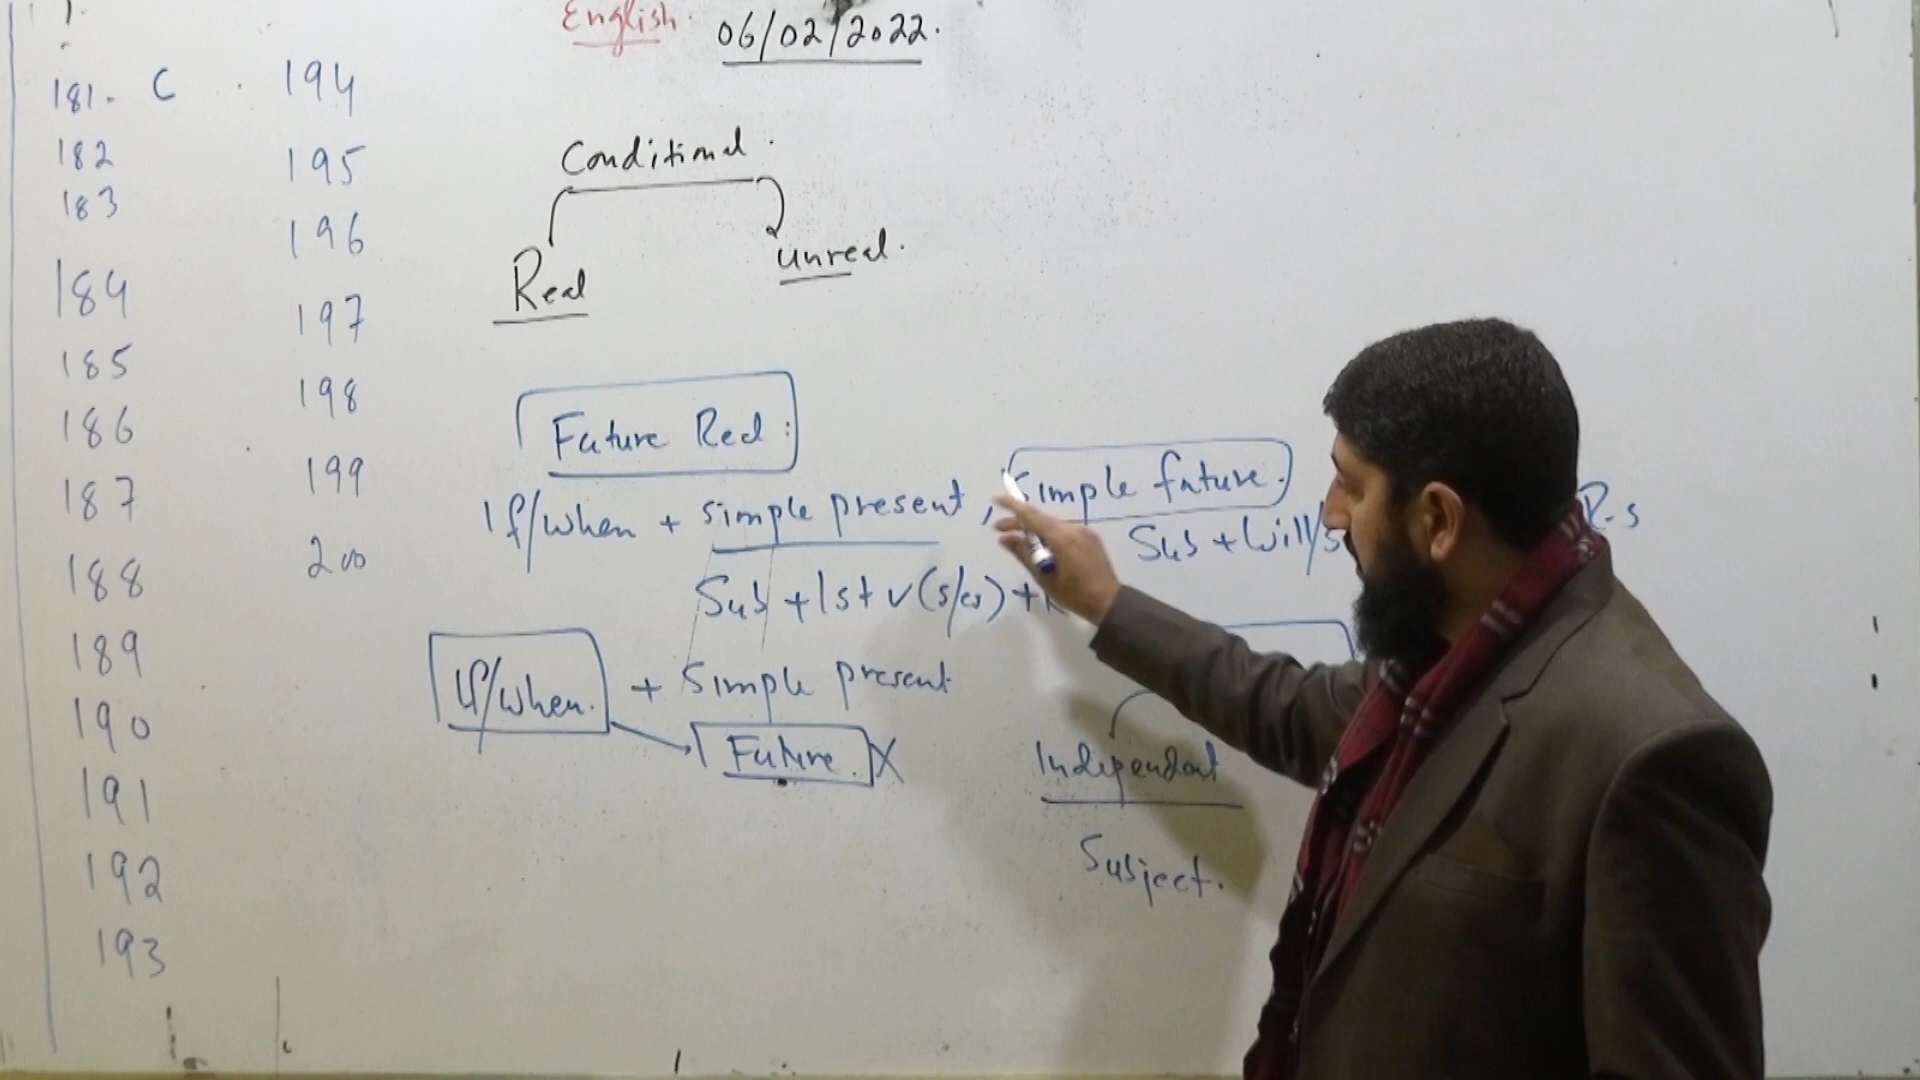 English.
06/02/2022.
181. C
182
183
184
185
186
187
188
189
190
191
192
193
194
195
196
197
198
199
200
Conditional.
Real
unreal.
Future Real:
If/when + simple present, Simple future.
Sub + will/s
R.s
Sub + 1st v(s/es) +
If/when. + Simple present
Future. X
Independent
Subject.